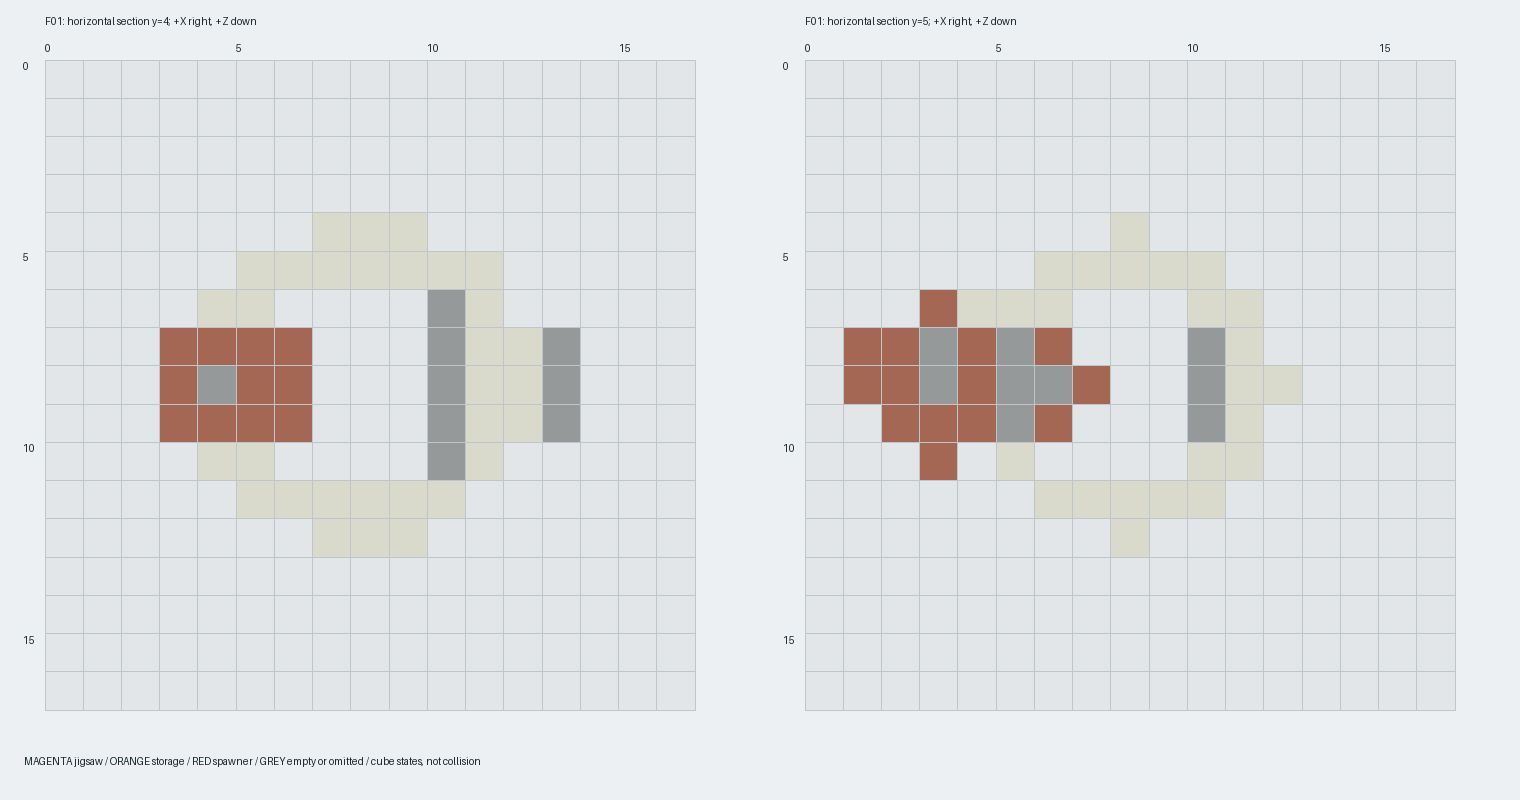 F01: horizontal section y=4; +X right, +Z down
F01: horizontal section y=5; +X right, +Z down
0 5 10 15
0 5 10 15
0 0
5 5
10 10
15 15
MAGENTA jigsaw / ORANGE storage / RED spawner / GREY empty or omitted / cube states, not collision